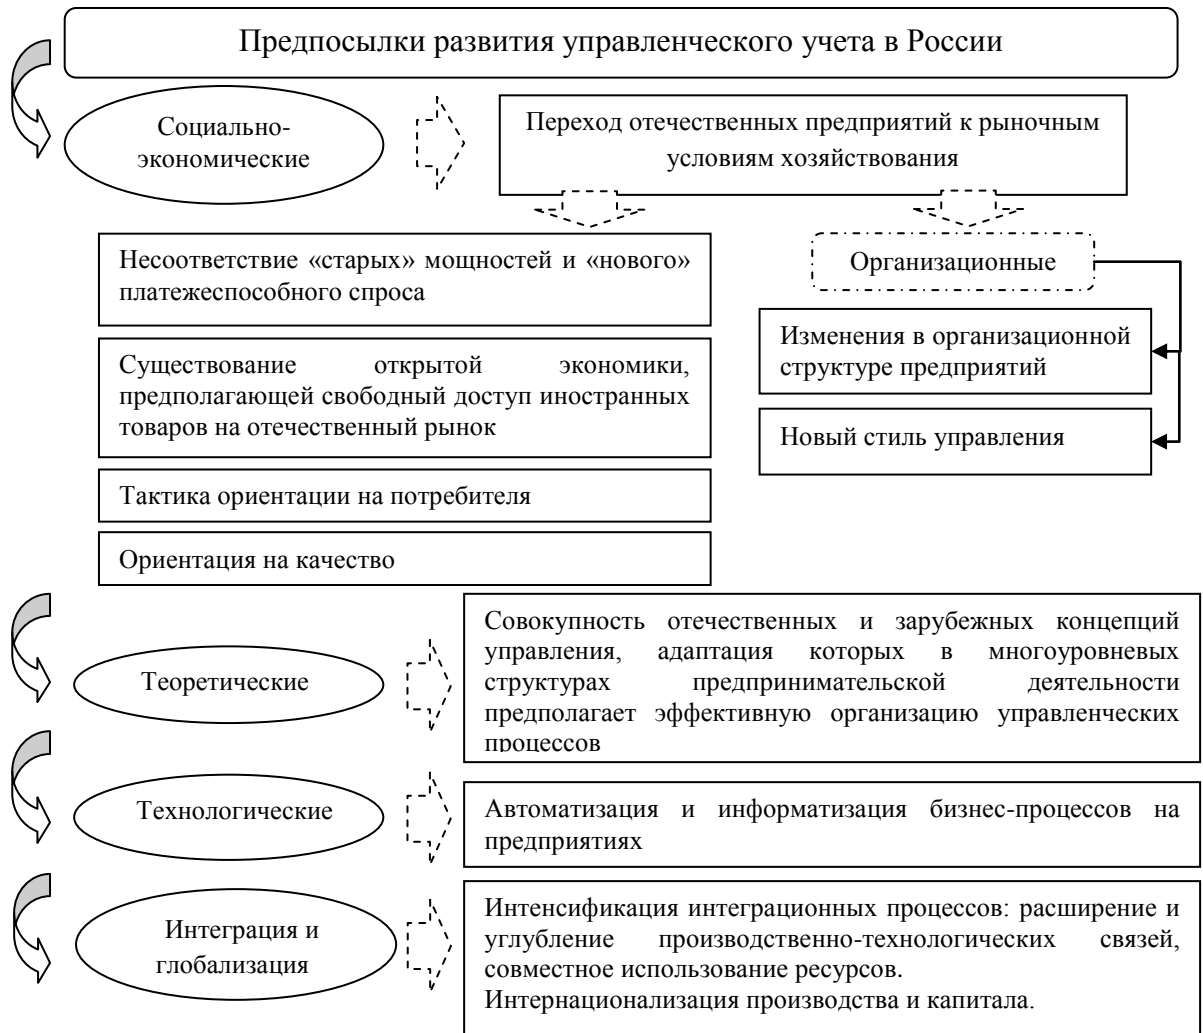 Предпосылки развития управленческого учета в России
Социально-
экономические
Переход отечественных предприятий к рыночным
условиям хозяйствования
Несоответствие «старых» мощностей и «нового»
платежеспособного спроса
Существование открытой экономики,
предполагающей свободный доступ иностранных
товаров на отечественный рынок
Тактика ориентации на потребителя
Ориентация на качество
Организационные
Изменения в организационной
структуре предприятий
Новый стиль управления
Теоретические
Совокупность отечественных и зарубежных концепций
управления, адаптация которых в многоуровневых
структурах предпринимательской деятельности
предполагает эффективную организацию управленческих
процессов
Технологические
Автоматизация и информатизация бизнес-процессов на
предприятиях
Интеграция и
глобализация
Интенсификация интеграционных процессов: расширение и
углубление производственно-технологических связей,
совместное использование ресурсов.
Интернационализация производства и капитала.